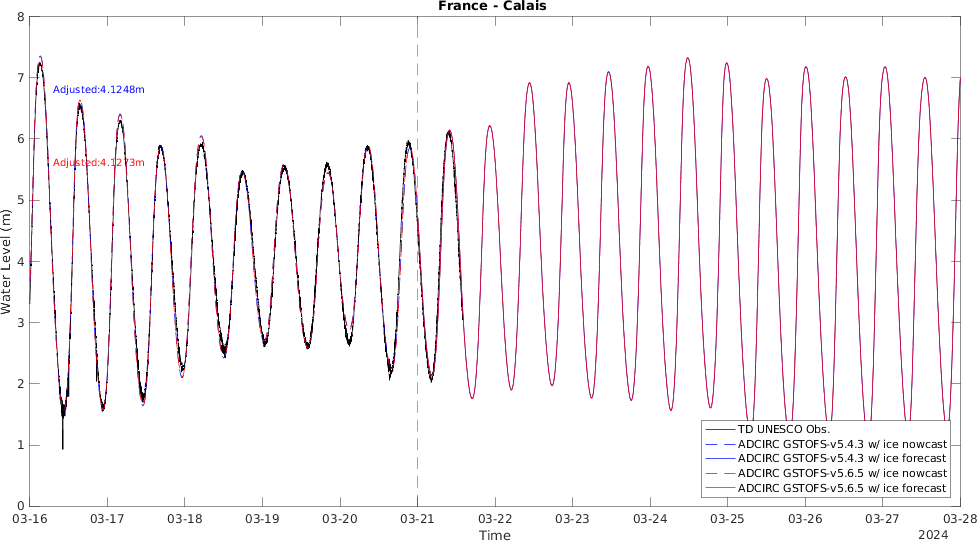 France - Calais
8
7
6
5
4
3
2
1
0
Water Level (m)
Adjusted:4.1248m
Adjusted:4.1273m
TD UNESCO Obs.
ADCIRC GSTOFS-v5.4.3 w/ ice nowcast
ADCIRC GSTOFS-v5.4.3 w/ ice forecast
ADCIRC GSTOFS-v5.6.5 w/ ice nowcast
ADCIRC GSTOFS-v5.6.5 w/ ice forecast
03-16 03-17 03-18 03-19 03-20 03-21 03-22 03-23 03-24 03-25 03-26 03-27 03-28
Time
2024